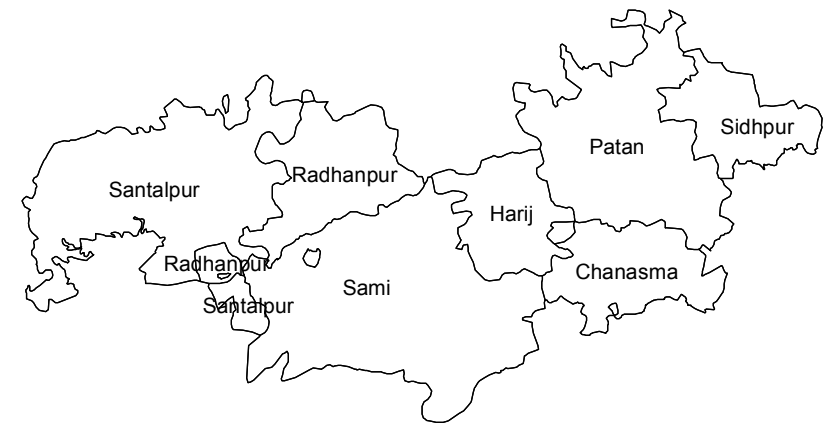 Sidhpur
Patan
Radhanpur
Santalpur
Harij
Radhanpur
Chanasma
Sami
Santalpur